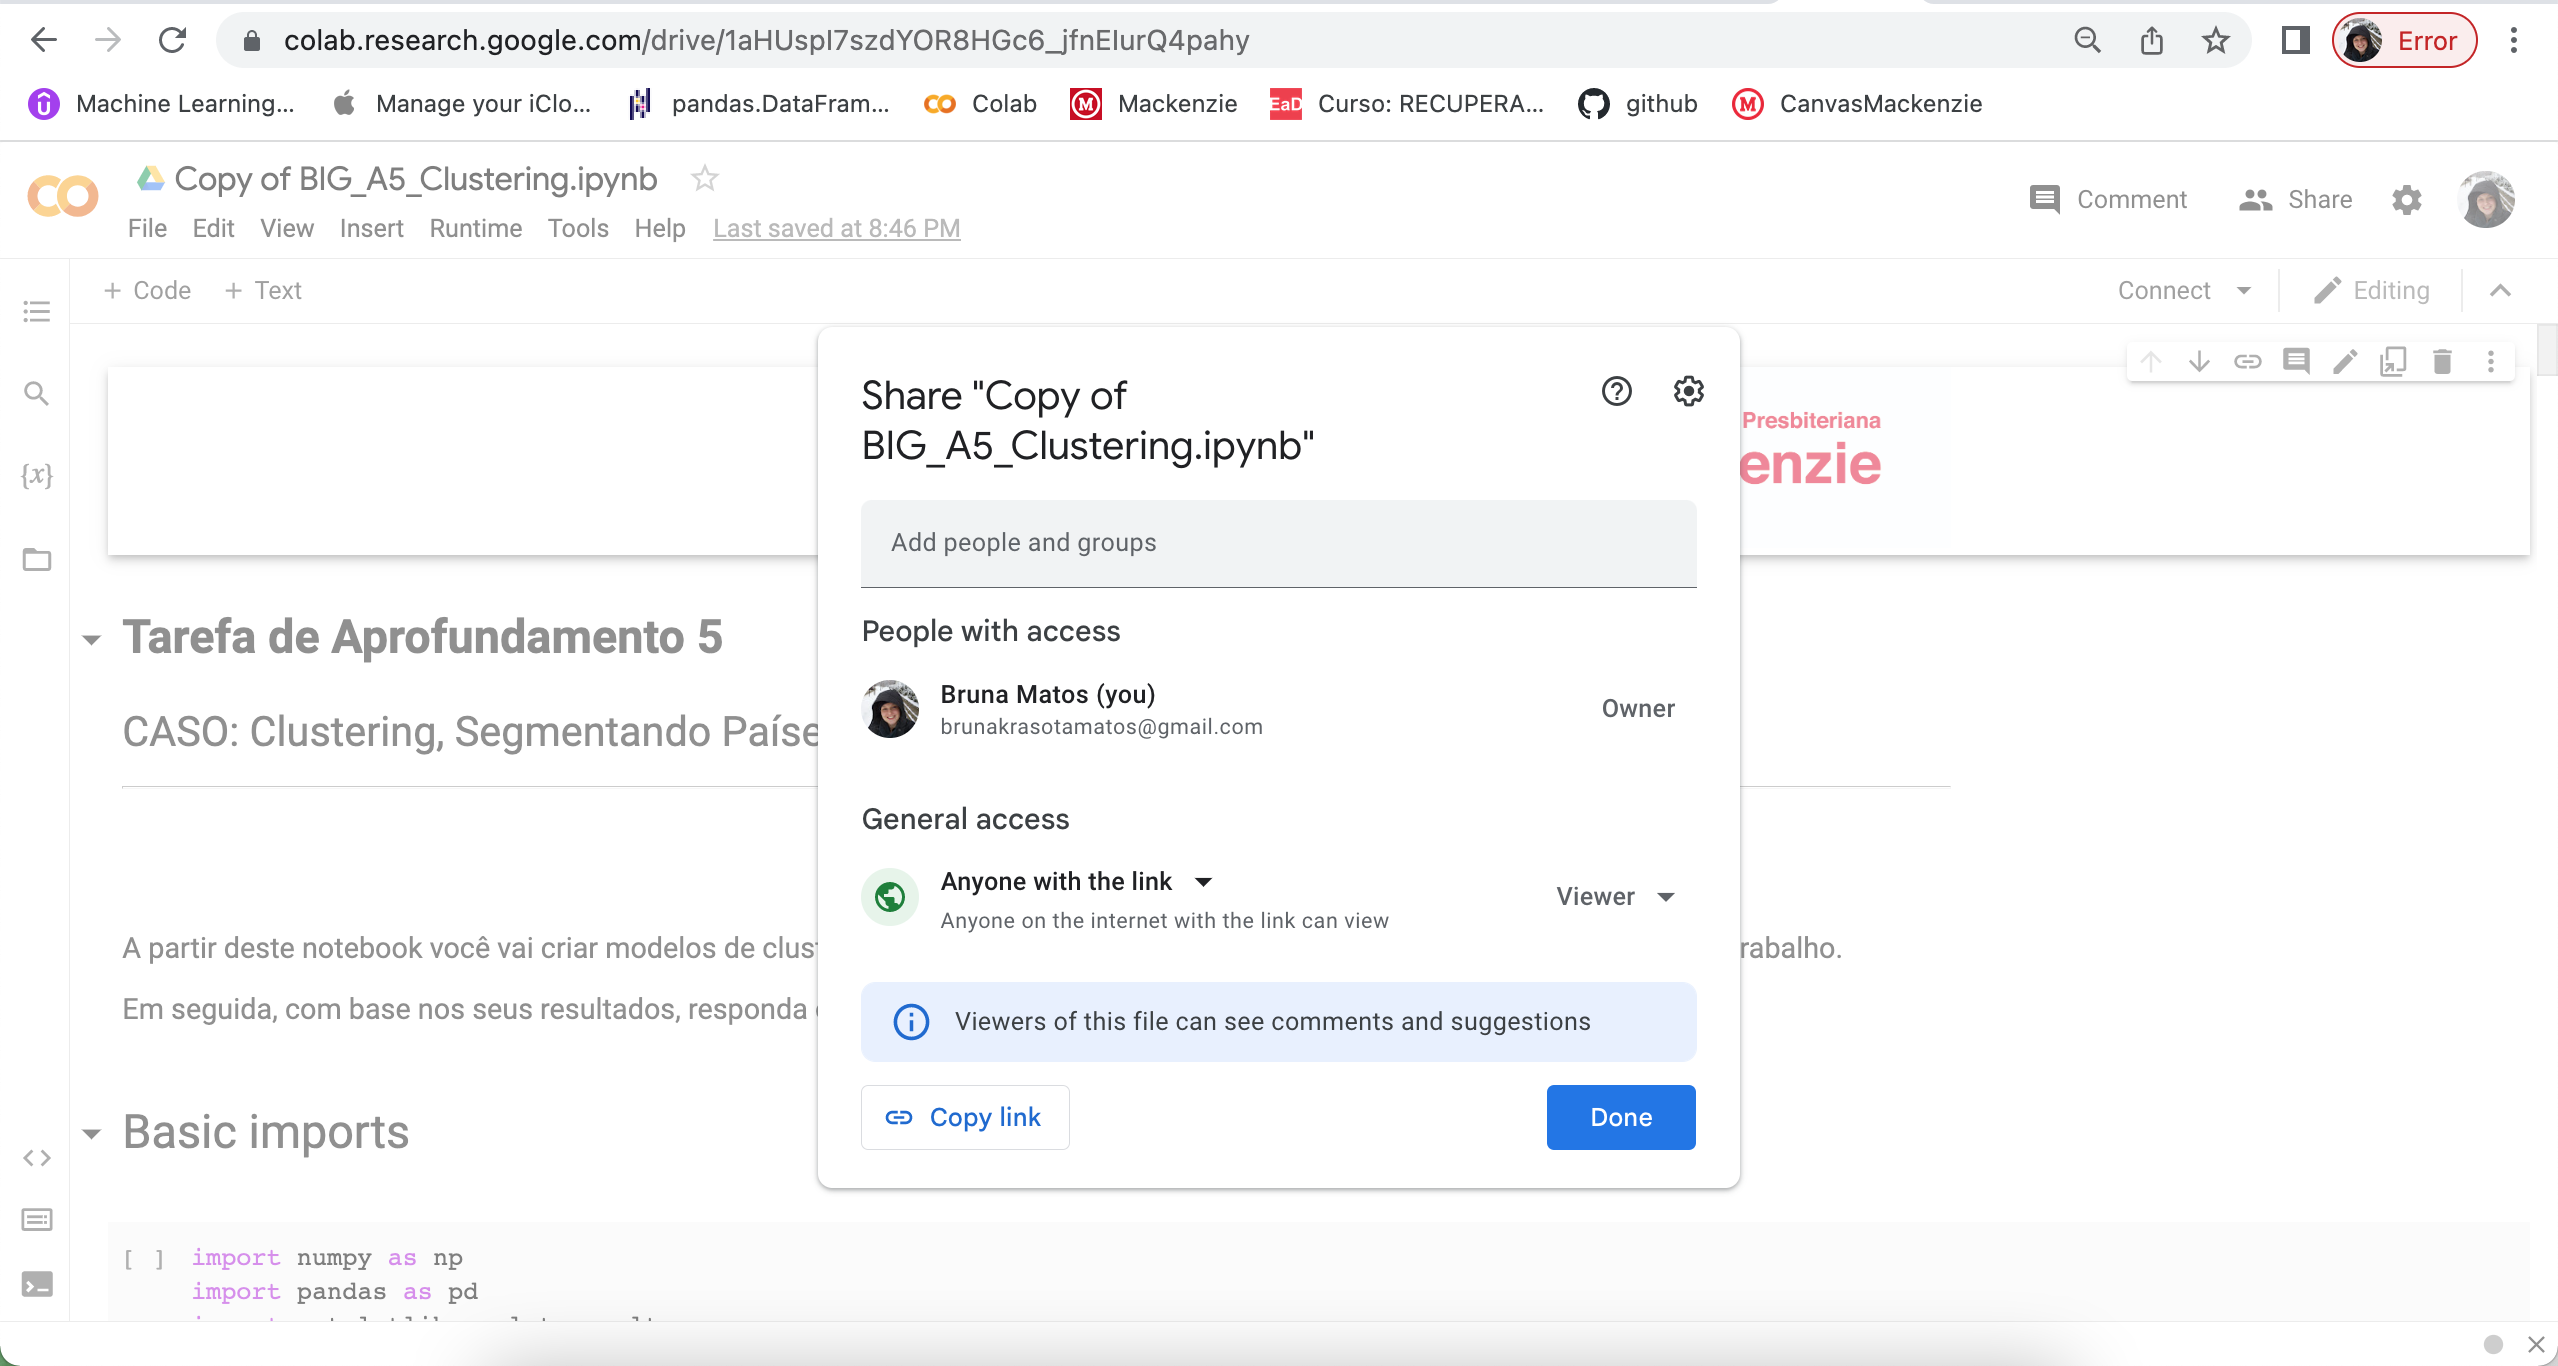 colab.research.google.com/drive/1aHUspI7szdYOR8HGc6_jfnEIurQ4pahy
Error
Machine Learning...
Manage your iClo...
pandas.DataFram...
Colab
Mackenzie
EaD
Curso: RECUPERA...
github
CanvasMackenzie
Copy of BIG_A5_Clustering.ipynb
Comment
Share
File Edit View Insert Runtime Tools Help Last saved at 8:46 PM
+ Code + Text
Connect
Editing
Share "Copy of
BIG_A5_Clustering.ipynb"
Presbiteriana
enzie
Add people and groups
Tarefa de Aprofundamento 5
People with access
CASO: Clustering, Segmentando Paíse
Bruna Matos (you)
brunakrasotamatos@gmail.com
Owner
General access
Anyone with the link
Anyone on the internet with the link can view
Viewer
A partir deste notebook você vai criar modelos de clust
rabalho.
Em seguida, com base nos seus resultados, responda
Viewers of this file can see comments and suggestions
Copy link
Done
Basic imports
[ ] import numpy as np
import pandas as pd